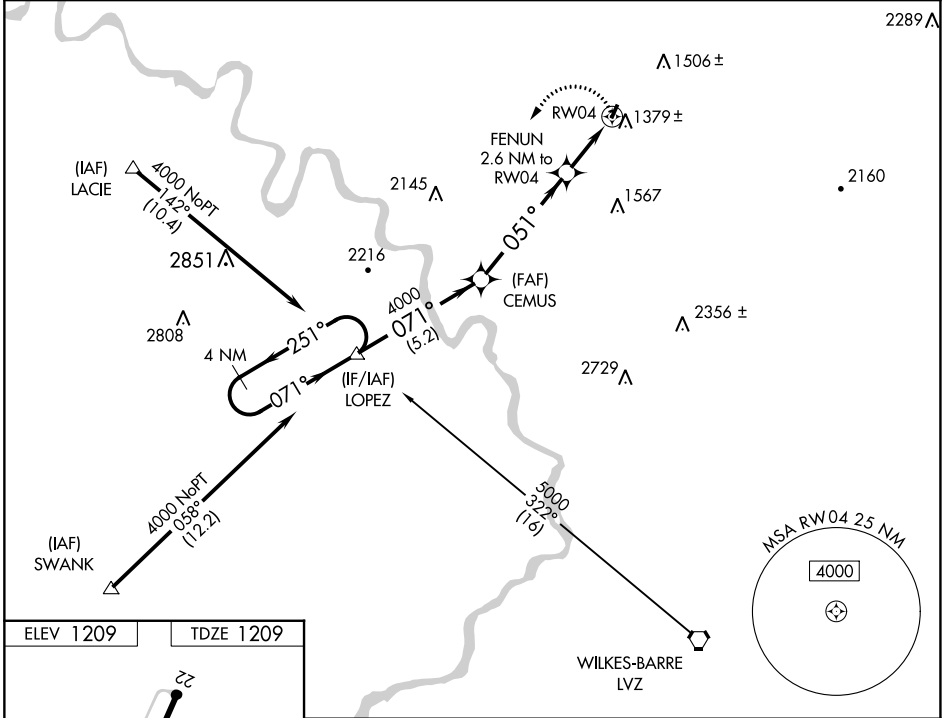 2289
1506 ±
RW04
1379 ±
FENUN
2.6 NM to
RW04
(IAF)
LACIE
4000 NoPT
142°
(10.4)
2145
1567
2160
051°
2851
2216
(FAF)
CEMUS
4000
071°
(5.2)
2808
251°
4 NM
071°
(IF/IAF)
LOPEZ
2356 ±
2729
4000 NoPT
058°
(12.2)
5000
322°
(16)
(IAF)
SWANK
MSA RW04 25 NM
4000
ELEV 1209
TDZE 1209
WILKES-BARRE
LVZ
22